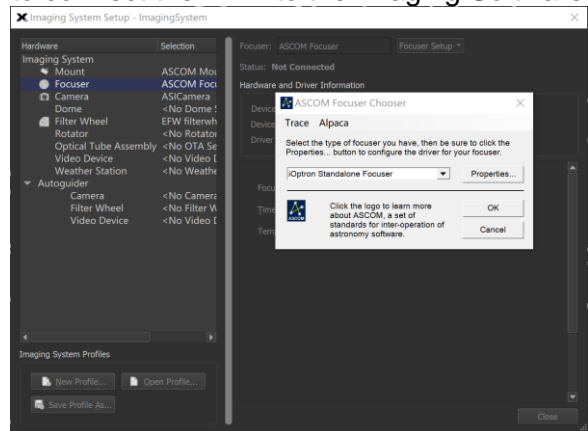 Imaging System Setup - ImagingSystem
Hardware Selection
Imaging System
Mount ASCOM Mou
Focuser ASCOM Focu
Camera ASICamera
Dome <No Dome S
Filter Wheel EFW filterwh
Rotator <No Rotator
Optical Tube Assembly <No OTA Se
Video Device <No Video D
Weather Station <No Weathe
Autoguider
Camera <No Camera
Filter Wheel <No Filter W
Video Device <No Video D
Imaging System Profiles
New Profile... Open Profile...
Save Profile As...
Focuser: ASCOM Focuser Focuser Setup
Status: Not Connected
Hardware and Driver Information
Device
Device
Driver
Focu
Time
Tem
ASCOM Focuser Chooser
Trace Alpaca
Select the type of focuser you have, then be sure to click the
Properties... button to configure the driver for your focuser.
iOptron Standalone Focuser Properties...
ASCOM
Click the logo to learn more
about ASCOM, a set of
standards for inter-operation of
astronomy software.
OK
Cancel
Close